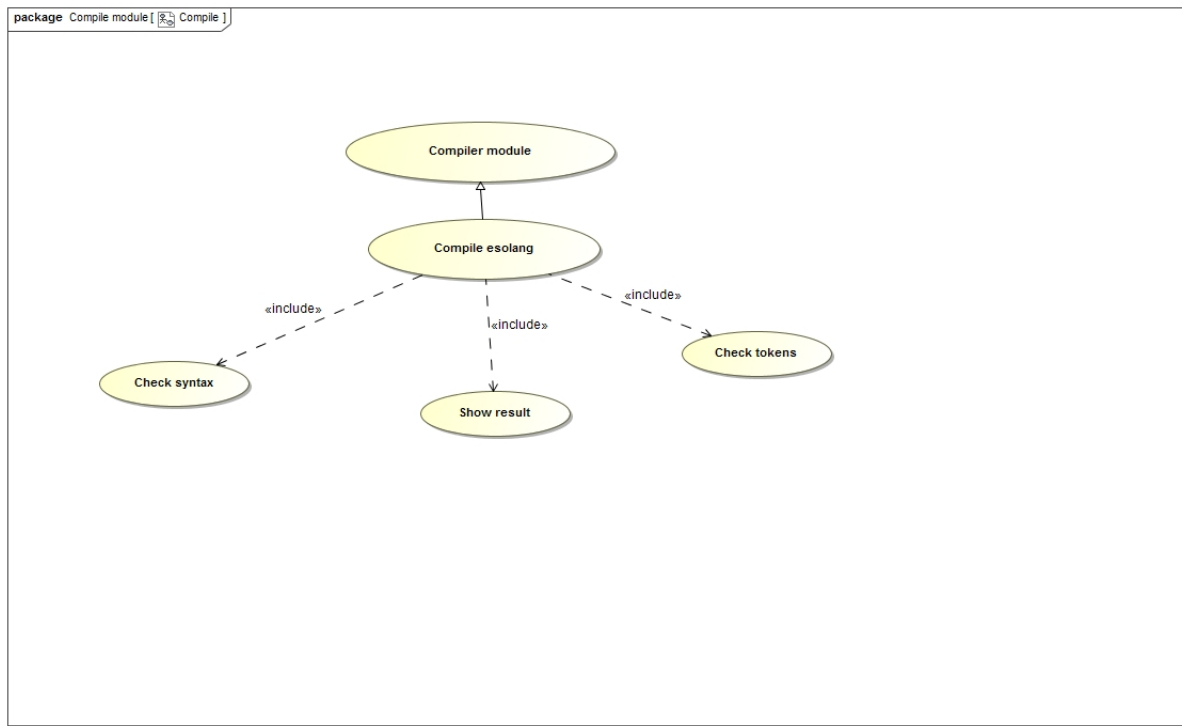 package Compile module [ Compile ]
Compiler module
Compile esolang
«include»
«include»
«include»
Check tokens
Check syntax
Show result